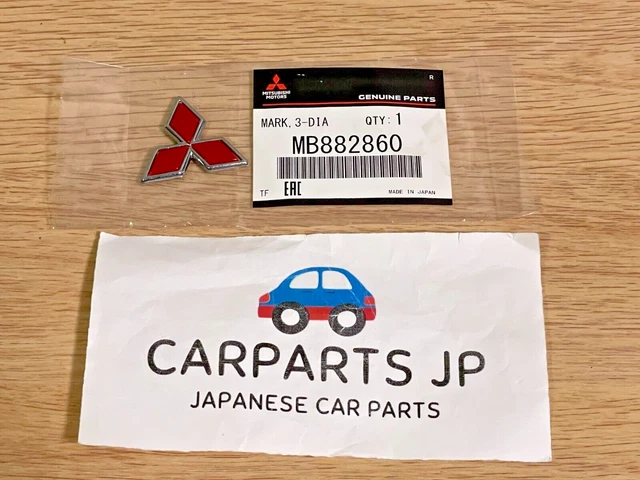 R
MITSUBISHI
MOTORS
GENUINE PARTS
MARK, 3-DIA QTY: 1
MB882860
TF EAC MADE IN JAPAN
CARPARTS JP
JAPANESE CAR PARTS